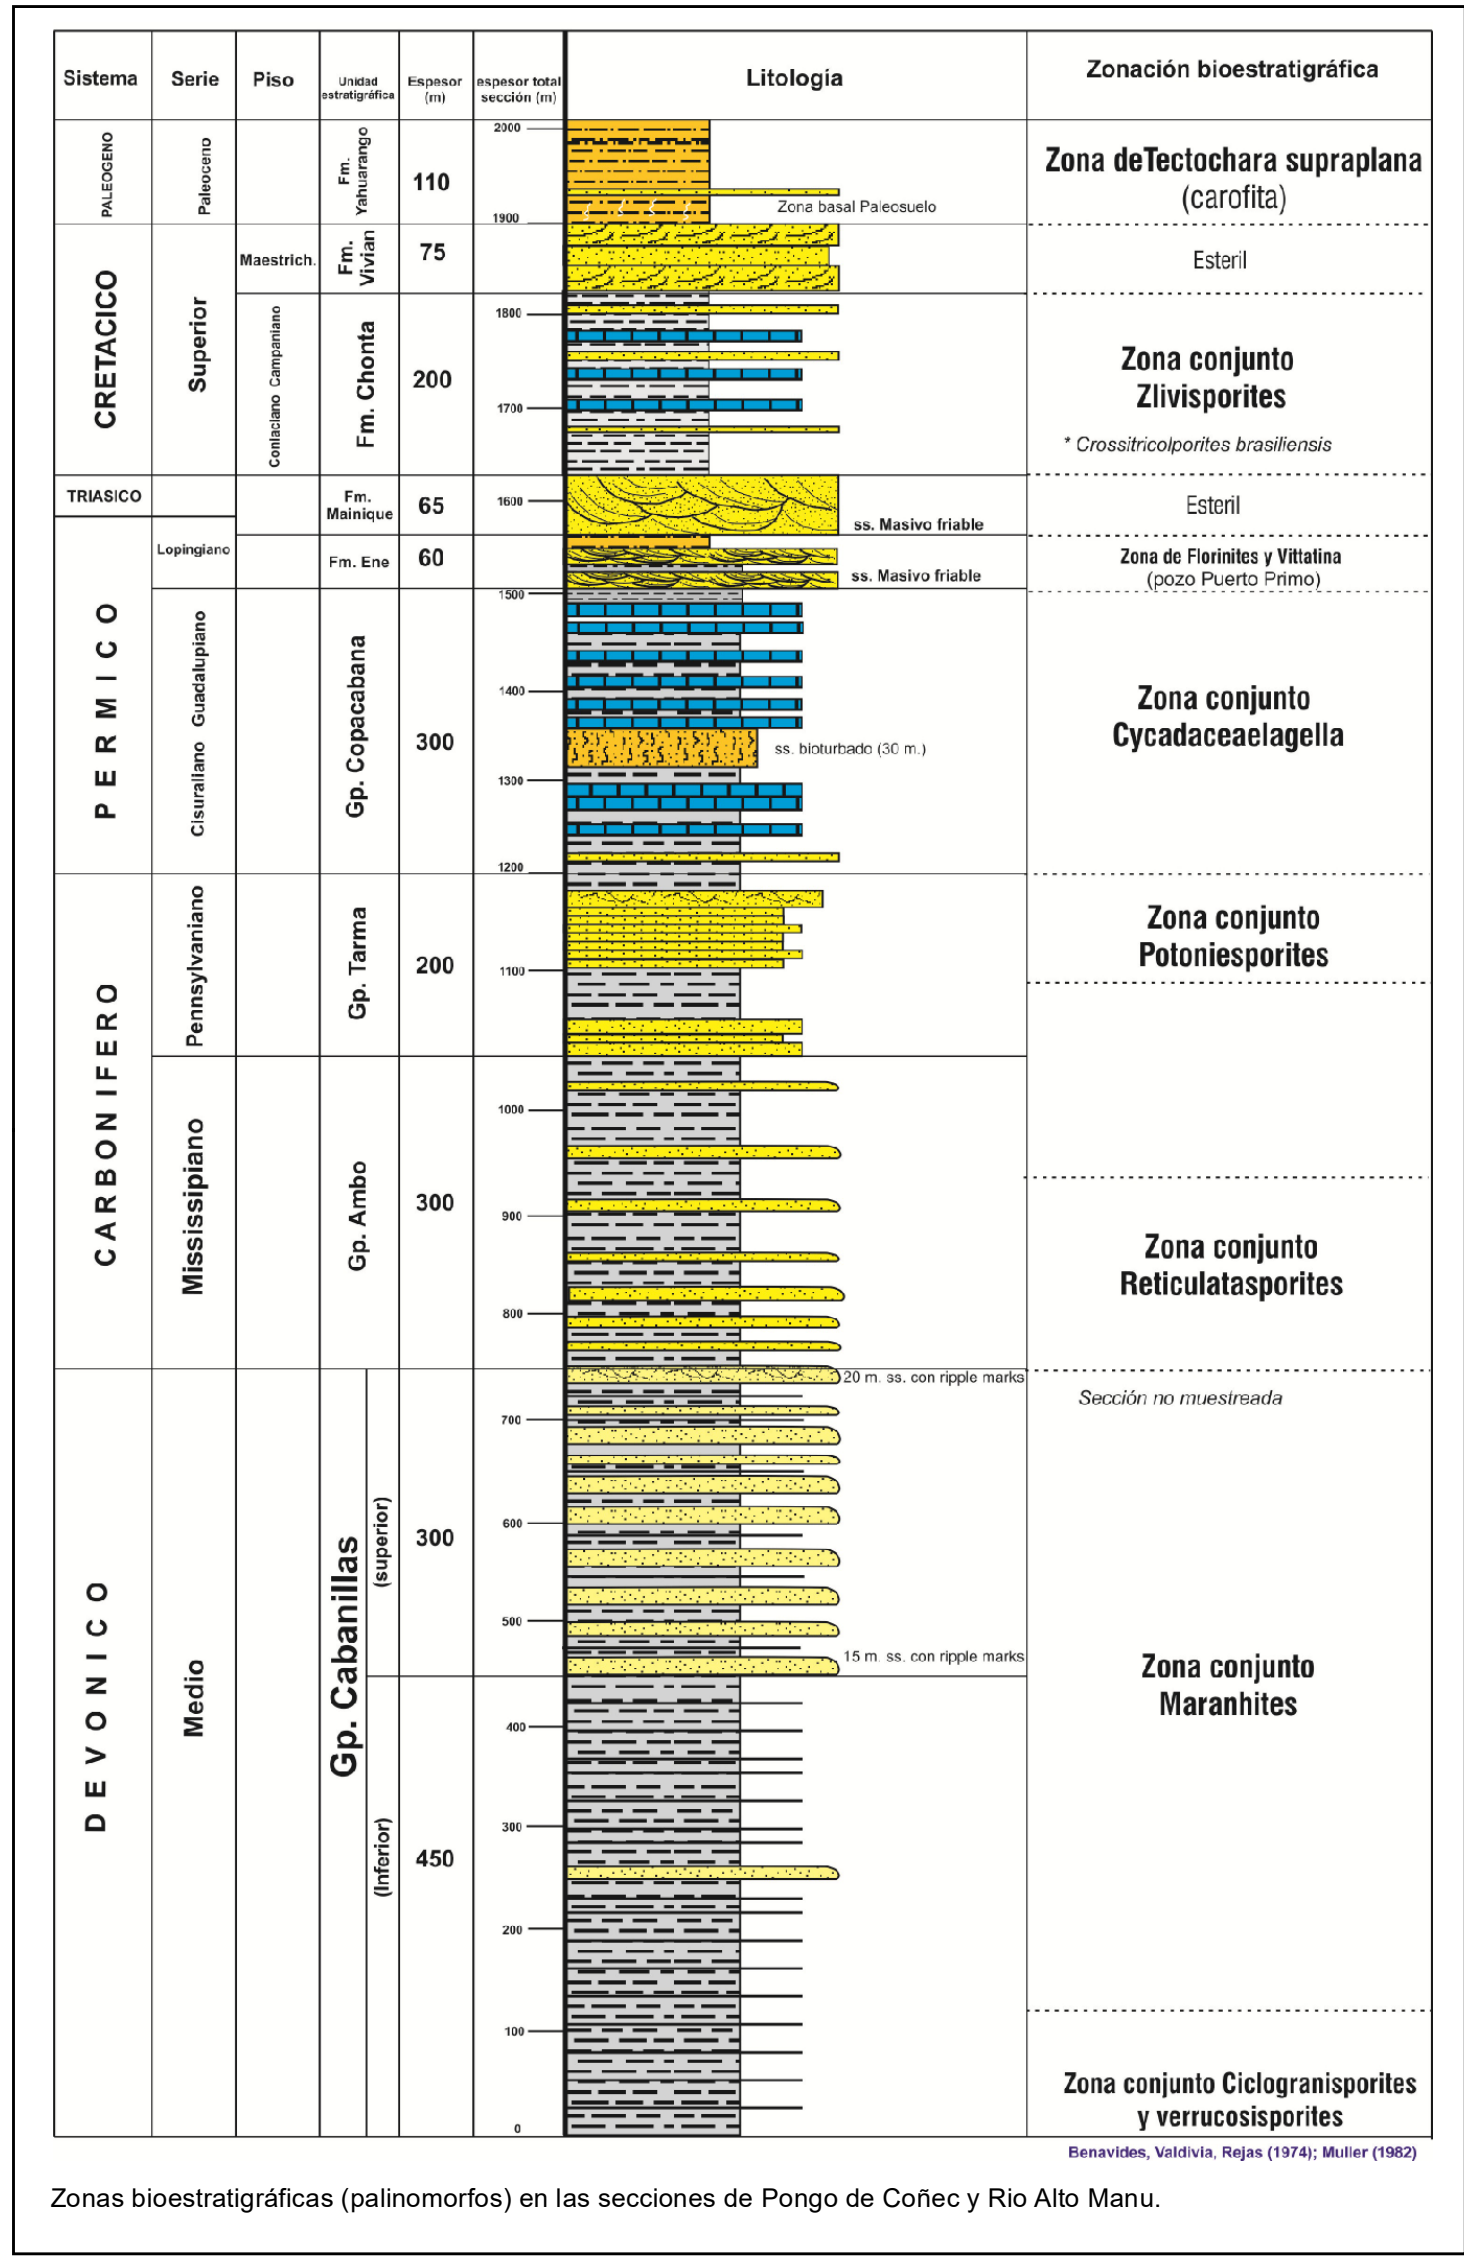 Sistema
Serie
Piso
Unidad
estratigráfica
Espesor
(m)
espesor total
sección (m)
Litología
Zonación bioestratigráfica
PALEOGENO
Paleoceno
Fm.
Yahuarango
110
2000
1900
Zona basal Paleosuelo
Zona deTectochara supraplana
(carofita)
CRETACICO
Superior
Maestrich.
Fm.
Vivian
75
Esteril
Coniaciano Campaniano
Fm. Chonta
200
1800
1700
Zona conjunto
Zlivisporites
* Crossitricolporites brasiliensis
TRIASICO
Fm.
Mainique
65
1600
ss. Masivo friable
Esteril
PERMICO
Lopingiano
Fm. Ene
60
ss. Masivo friable
Zona de Florinites y Vittatina
(pozo Puerto Primo)
Cisuraliano Guadalupiano
Gp. Copacabana
300
1500
1400
1300
1200
ss. bioturbado (30 m.)
Zona conjunto
Cycadaceaelagella
CARBONIFERO
Pennsylvaniano
Gp. Tarma
200
1100
Zona conjunto
Potoniesporites
Mississipiano
Gp. Ambo
300
1000
900
800
Zona conjunto
Reticulatasporites
DEVONICO
Medio
Gp. Cabanillas
(superior)
300
700
600
500
20 m. ss. con ripple marks
15 m. ss. con ripple marks
Sección no muestreada
(Inferior)
450
400
300
200
100
0
Zona conjunto
Maranhites
Zona conjunto Ciclogranisporites
y verrucosisporites
Benavides, Valdivia, Rejas (1974); Muller (1982)
Zonas bioestratigráficas (palinomorfos) en las secciones de Pongo de Coñec y Rio Alto Manu.